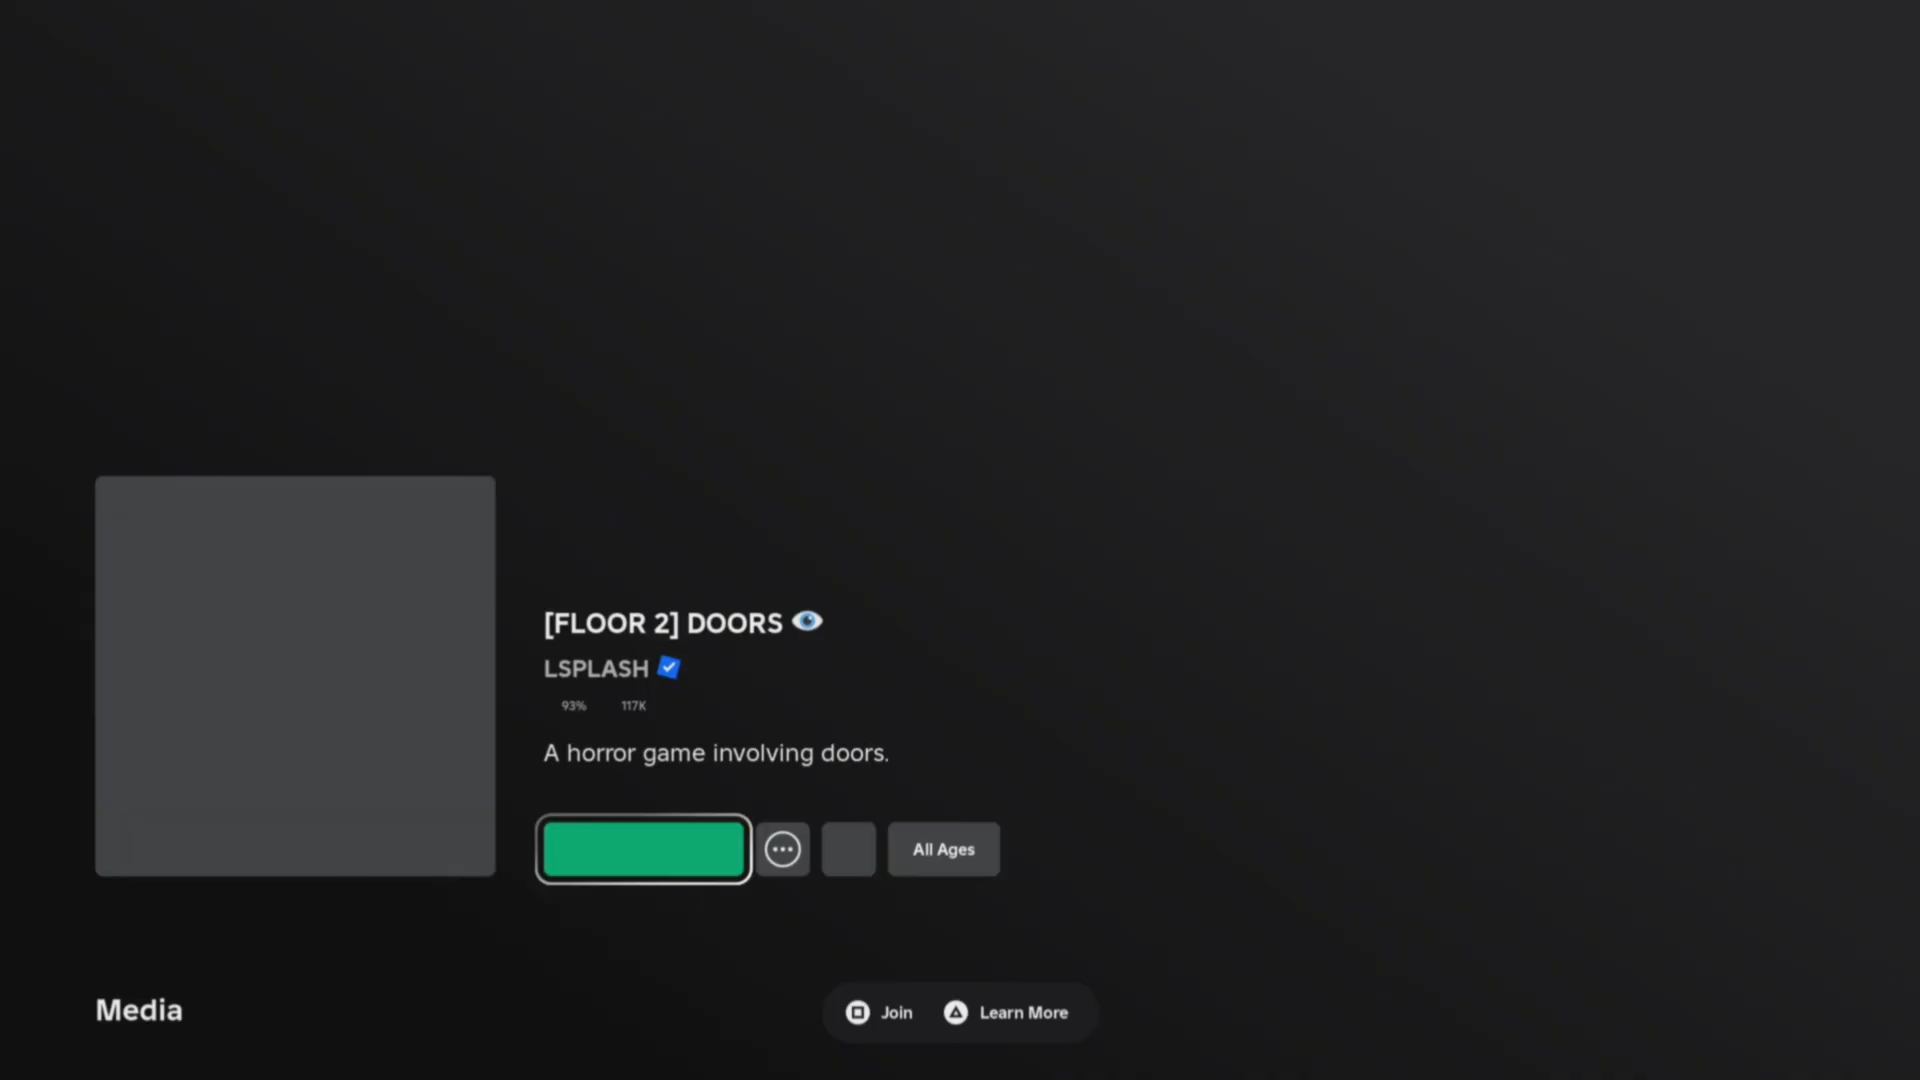 [FLOOR 2] DOORS 👁
LSPLASH
93% 117K
A horror game involving doors.
All Ages
Media
Join Learn More